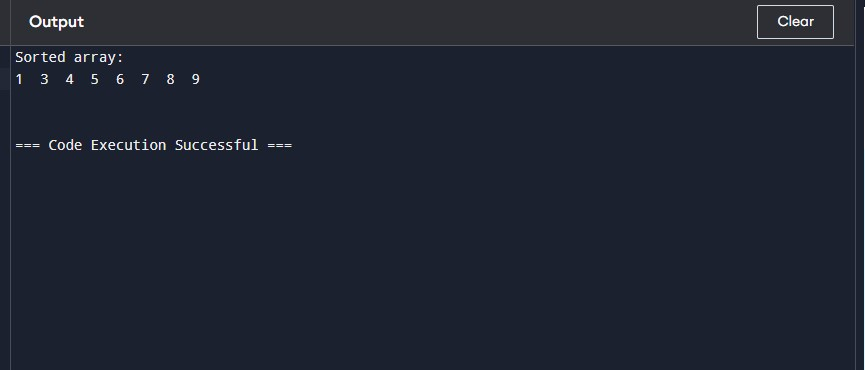 Output
Clear
Sorted array:
1  3  4  5  6  7  8  9
=== Code Execution Successful ===